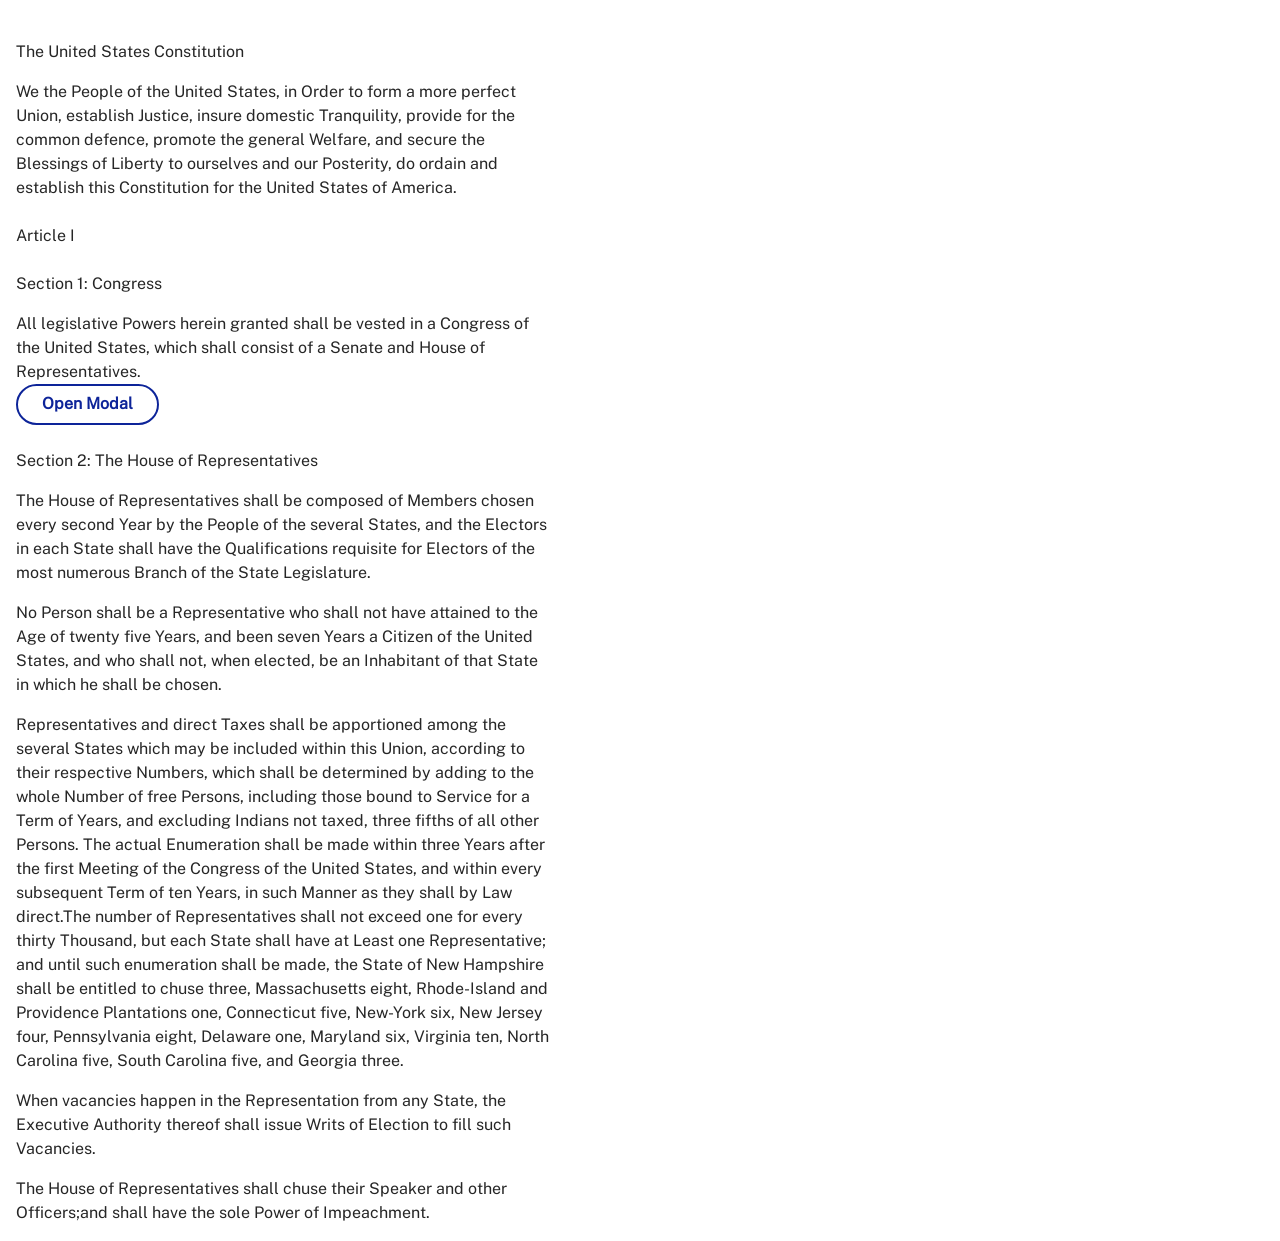 The United States Constitution
We the People of the United States, in Order to form a more perfect
Union, establish Justice, insure domestic Tranquility, provide for the
common defence, promote the general Welfare, and secure the
Blessings of Liberty to ourselves and our Posterity, do ordain and
establish this Constitution for the United States of America.
Article I
Section 1: Congress
All legislative Powers herein granted shall be vested in a Congress of
the United States, which shall consist of a Senate and House of
Representatives.
Open Modal
Section 2: The House of Representatives
The House of Representatives shall be composed of Members chosen
every second Year by the People of the several States, and the Electors
in each State shall have the Qualifications requisite for Electors of the
most numerous Branch of the State Legislature.
No Person shall be a Representative who shall not have attained to the
Age of twenty five Years, and been seven Years a Citizen of the United
States, and who shall not, when elected, be an Inhabitant of that State
in which he shall be chosen.
Representatives and direct Taxes shall be apportioned among the
several States which may be included within this Union, according to
their respective Numbers, which shall be determined by adding to the
whole Number of free Persons, including those bound to Service for a
Term of Years, and excluding Indians not taxed, three fifths of all other
Persons. The actual Enumeration shall be made within three Years after
the first Meeting of the Congress of the United States, and within every
subsequent Term of ten Years, in such Manner as they shall by Law
direct.The number of Representatives shall not exceed one for every
thirty Thousand, but each State shall have at Least one Representative;
and until such enumeration shall be made, the State of New Hampshire
shall be entitled to chuse three, Massachusetts eight, Rhode-Island and
Providence Plantations one, Connecticut five, New-York six, New Jersey
four, Pennsylvania eight, Delaware one, Maryland six, Virginia ten, North
Carolina five, South Carolina five, and Georgia three.
When vacancies happen in the Representation from any State, the
Executive Authority thereof shall issue Writs of Election to fill such
Vacancies.
The House of Representatives shall chuse their Speaker and other
Officers;and shall have the sole Power of Impeachment.